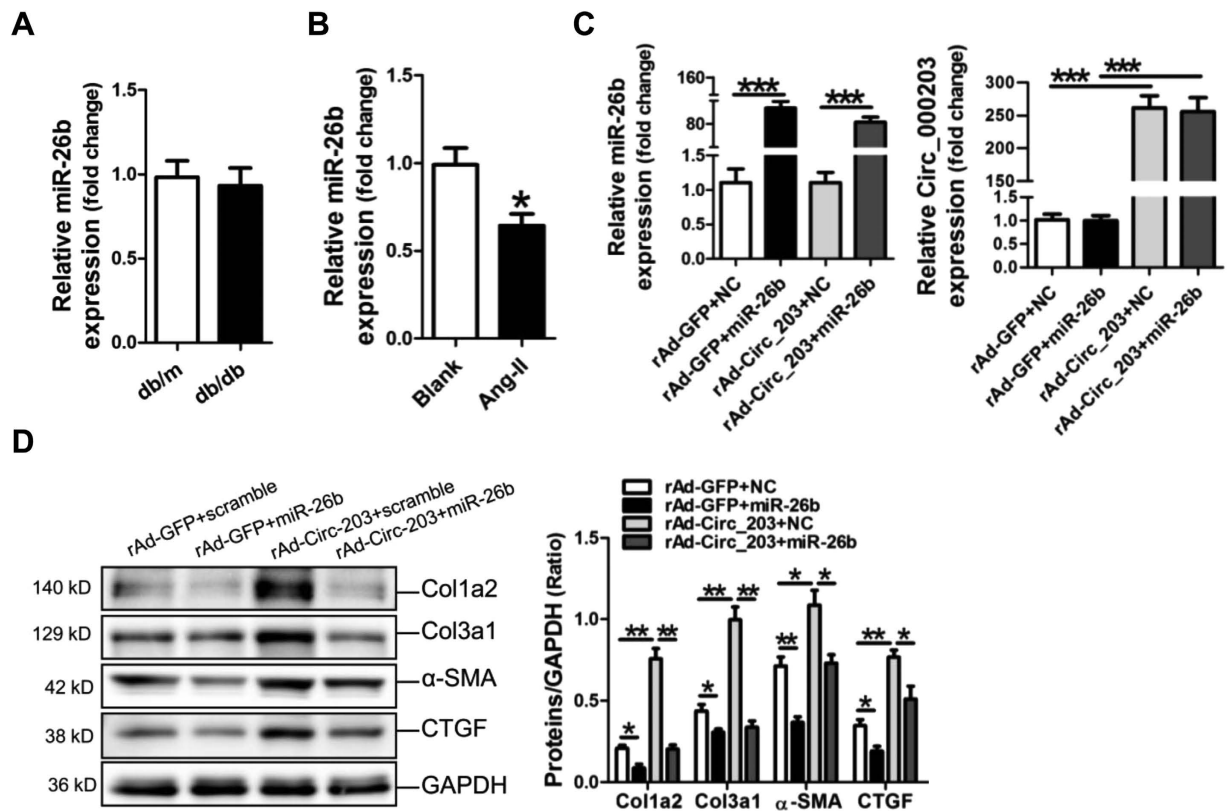 A
Relative miR-26b
expression (fold change)
1.5
1.0
0.5
0.0
db/m
db/db
B
Relative miR-26b
expression (fold change)
1.5
1.0
0.5
0.0
*
Blank
Ang-II
C
Relative miR-26b
expression (fold change)
160
80
1.5
1.0
0.5
0.0
***
***
rAd-GFP+NC
rAd-GFP+miR-26b
rAd-Circ_203+NC
rAd-Circ_203+miR-26b
Relative Circ_000203
expression (fold change)
300
250
200
150
1.5
1.0
0.5
0.0
***
***
rAd-GFP+NC
rAd-GFP+miR-26b
rAd-Circ_203+NC
rAd-Circ_203+miR-26b
D
rAd-GFP+scramble
rAd-GFP+miR-26b
rAd-Circ-203+scramble
rAd-Circ-203+miR-26b
140 kD
Col1a2
129 kD
Col3a1
42 kD
α-SMA
38 kD
CTGF
36 kD
GAPDH
rAd-GFP+NC
rAd-GFP+miR-26b
rAd-Circ_203+NC
rAd-Circ_203+miR-26b
Proteins/GAPDH (Ratio)
1.5
1.0
0.5
0.0
* ** **
* ** **
** * *
* ** *
Col1a2
Col3a1
α-SMA
CTGF